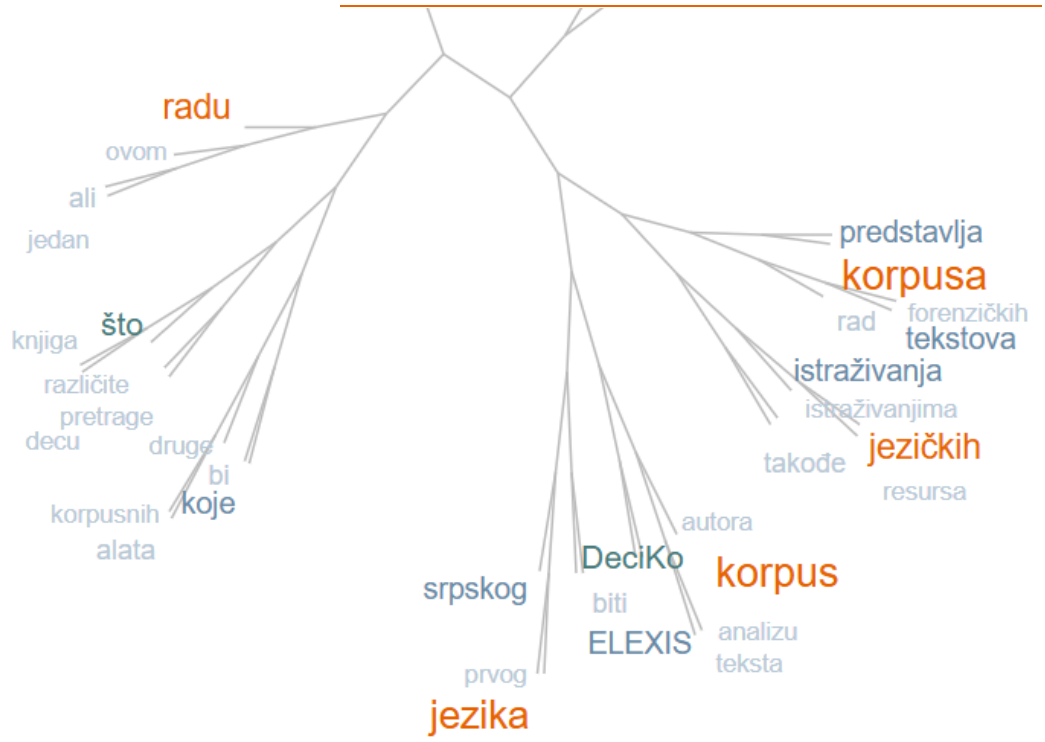 radu
ovom
ali
jedan
što
knjiga
različite
pretrage
decu
druge
bi
koje
korpusnih
alata
srpskog
prvog
jezika
DeciKo
biti
ELEXIS
autora
korpus
analizu
teksta
predstavlja
korpusa
rad
forenzičkih
tekstova
istraživanja
istraživanjima
jezičkih
takođe
resursa